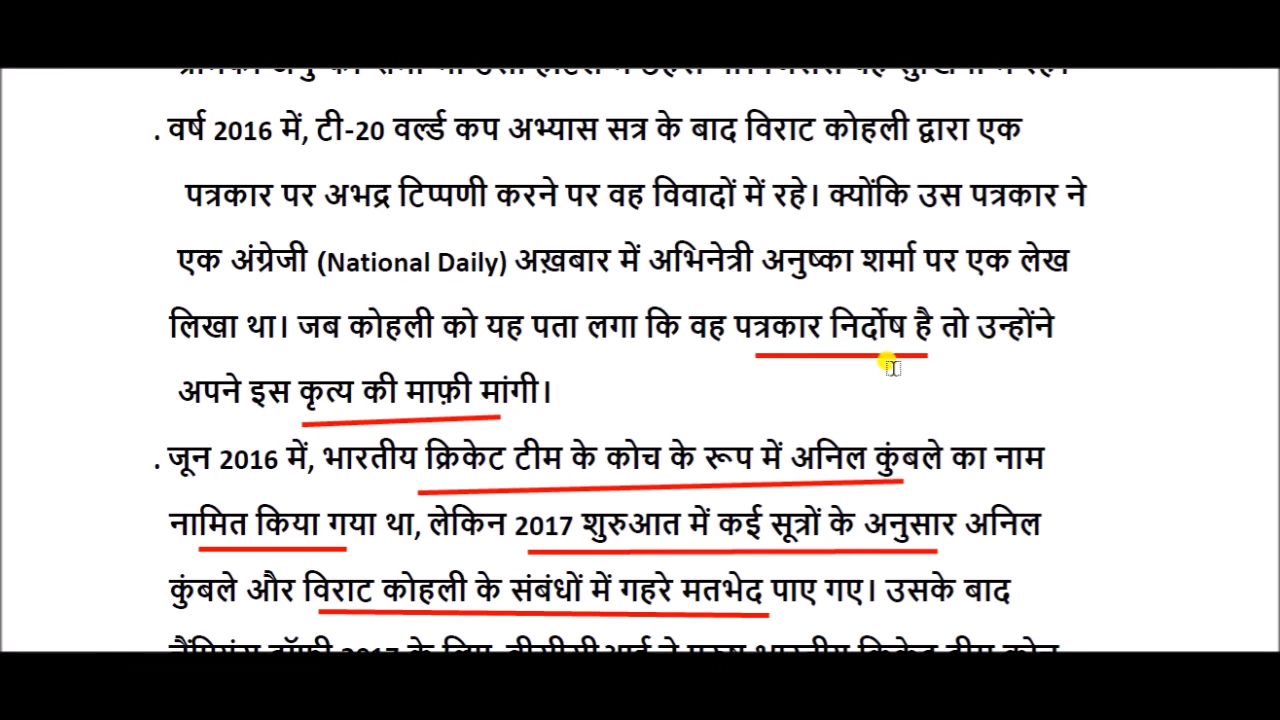 . वर्ष 2016 में, टी-20 वर्ल्ड कप अभ्यास सत्र के बाद विराट कोहली द्वारा एक
पत्रकार पर अभद्र टिप्पणी करने पर वह विवादों में रहे। क्योंकि उस पत्रकार ने
एक अंग्रेजी (National Daily) अख़बार में अभिनेत्री अनुष्का शर्मा पर एक लेख
लिखा था। जब कोहली को यह पता लगा कि वह पत्रकार निर्दोष है तो उन्होंने
अपने इस कृत्य की माफ़ी मांगी।
. जून 2016 में, भारतीय क्रिकेट टीम के कोच के रूप में अनिल कुंबले का नाम
नामित किया गया था, लेकिन 2017 शुरुआत में कई सूत्रों के अनुसार अनिल
कुंबले और विराट कोहली के संबंधों में गहरे मतभेद पाए गए। उसके बाद
2017 के लिए